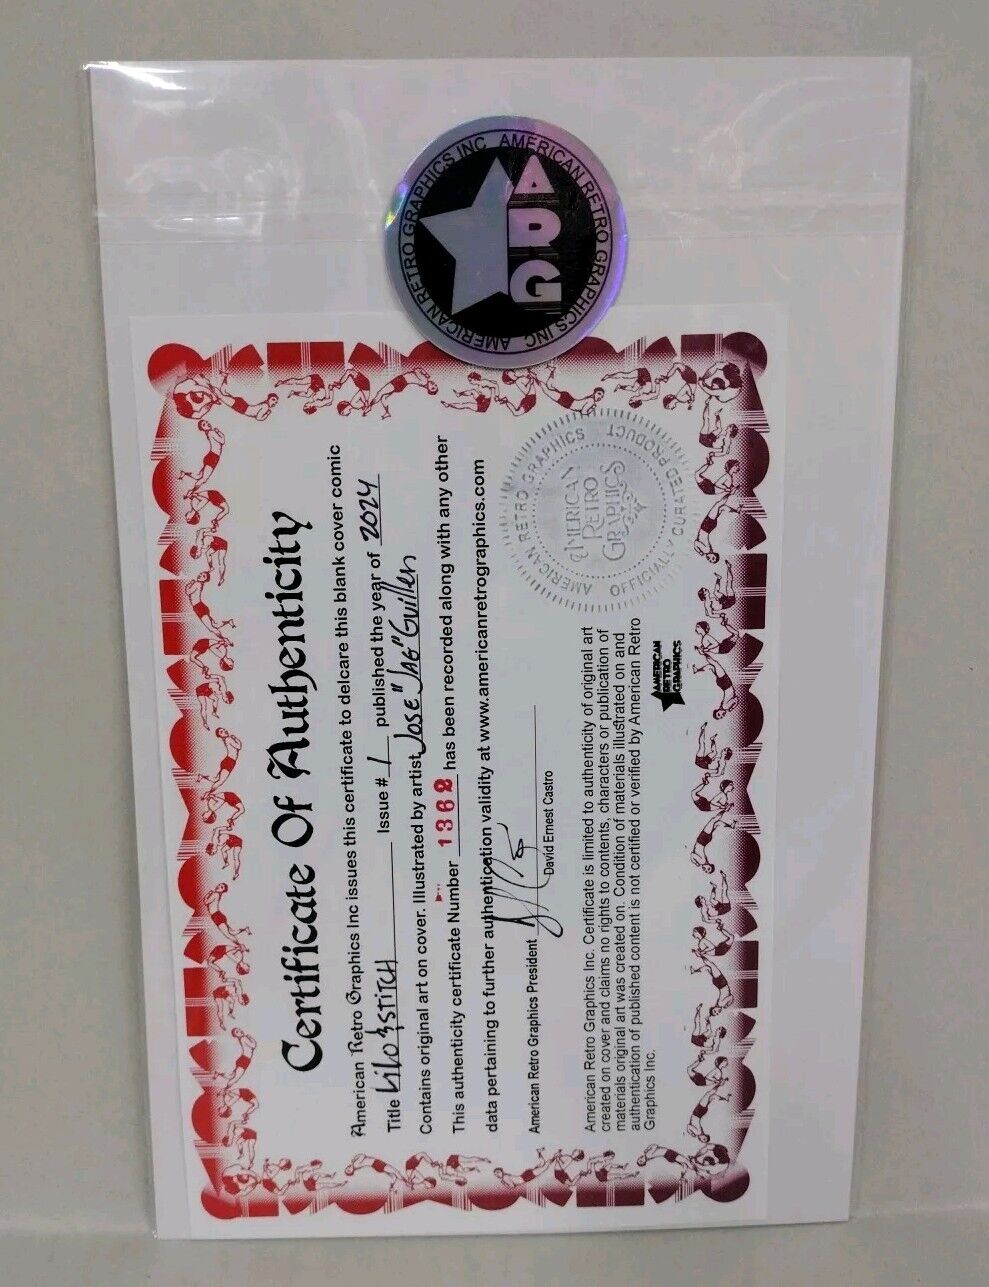 AMERICAN RETRO GRAPHICS INC
AMERICAN RETRO GRAPHICS INC
ARG
Certificate Of Authenticity
American Retro Graphics Inc issues this certificate to delcare this blank cover comic
Title Lilo & STITCH Issue # 1 published the year of 2024
Contains original art on cover. Illustrated by artist Jose "JAG" Guillen
This authenticity certificate Number 1362 has been recorded along with any other
data pertaining to further authentication validity at www.americanretrographics.com
American Retro Graphics President
David Ernest Castro
AMERICAN RETRO GRAPHICS
OFFICIALLY CURATED PRODUCT
AMERICAN
RETRO
GRAPHICS
American Retro Graphics Inc. Certificate is limited to authenticity of original art
created on cover and claims no rights to contents, characters or publication of
materials original art was created on. Condition of materials illustrated on and
authentication of published content is not certified or verified by American Retro
Graphics Inc.
AMERICAN
RETRO
GRAPHICS